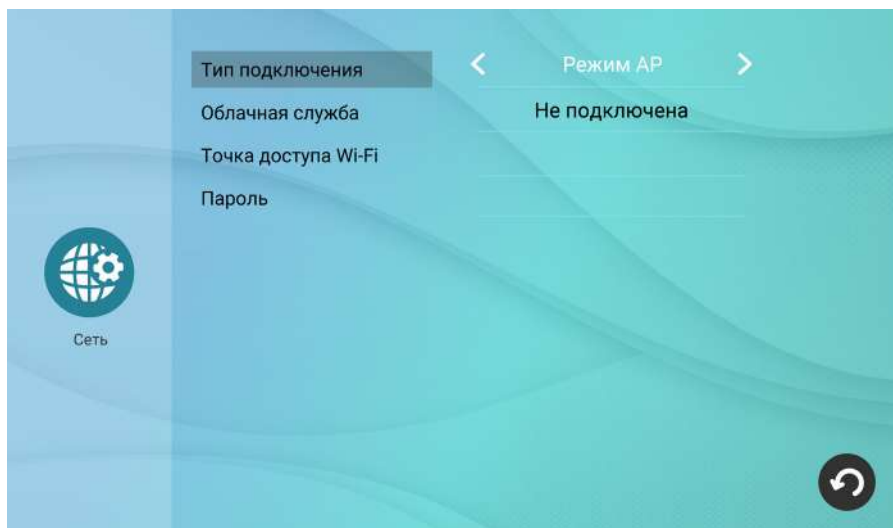 Тип подключения
Режим AP
Облачная служба
Не подключена
Точка доступа Wi-Fi
Пароль
Сеть